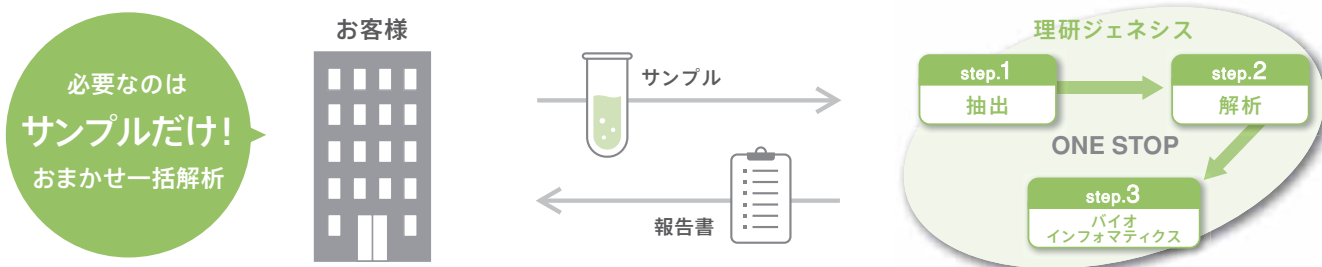 必要なのは
サンプルだけ!
おまかせ一括解析
お客様
サンプル
報告書
理研ジェネシス
step.1
抽出
step.2
解析
ONE STOP
step.3
バイオ
インフォマティクス